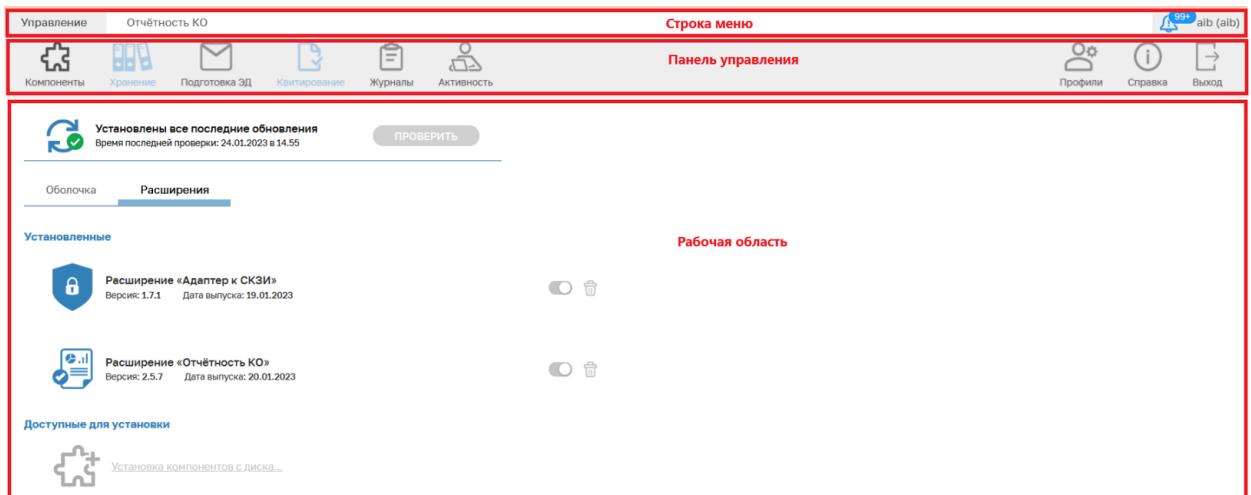 Управление Отчётность КО Строка меню 99+ aib (aib)
Панель управления
Компоненты Хранение Подготовка ЭД Квитирование Журналы Активность Профили Справка Выход
Установлены все последние обновления
Время последней проверки: 24.01.2023 в 14.55
ПРОВЕРИТЬ
Оболочка Расширения
Установленные
Рабочая область
Расширение «Адаптер к СКЗИ»
Версия: 1.7.1 Дата выпуска: 19.01.2023
Расширение «Отчётность КО»
Версия: 2.5.7 Дата выпуска: 20.01.2023
Доступные для установки
Установка компонентов с диска...